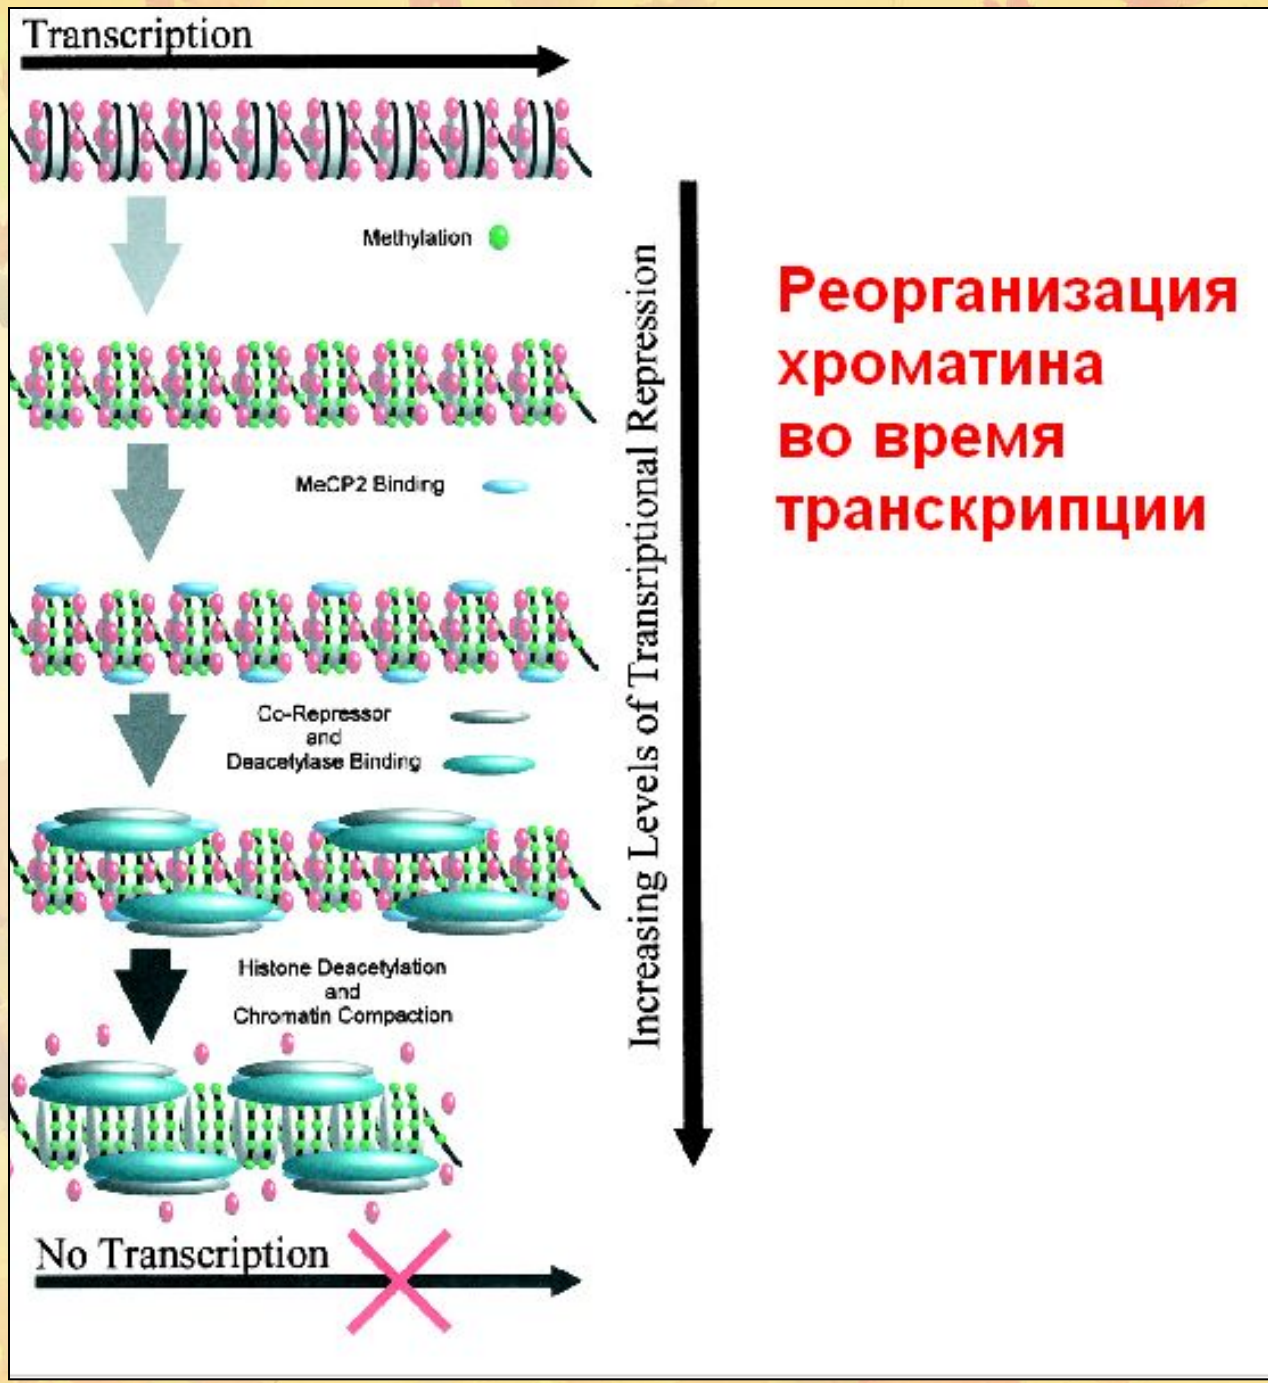 Transcription
Methylation
MeCP2 Binding
Co-Repressor
and
Deacetylase Binding
Histone Deacetylation
and
Chromatin Compaction
No Transcription
Increasing Levels of Transriptional Repression
Реорганизация
хроматина
во время
транскрипции